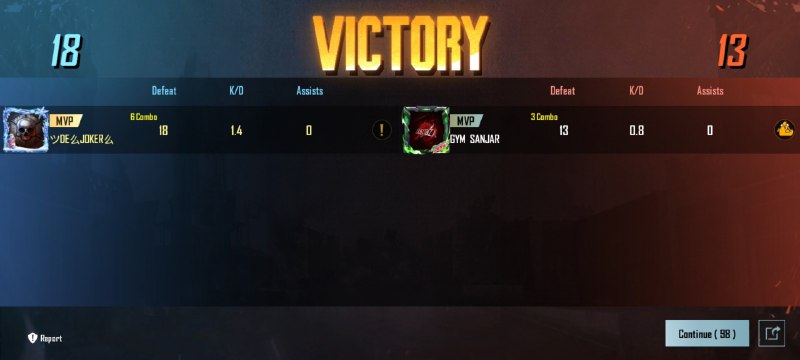 18
VICTORY
13
Defeat K/D Assists
Defeat K/D Assists
MVP
6 Combo
ツDE么JOKER么
18 1.4 0
MVP
3 Combo
GYM SANJAR
13 0.8 0
Report
Continue ( 98 )